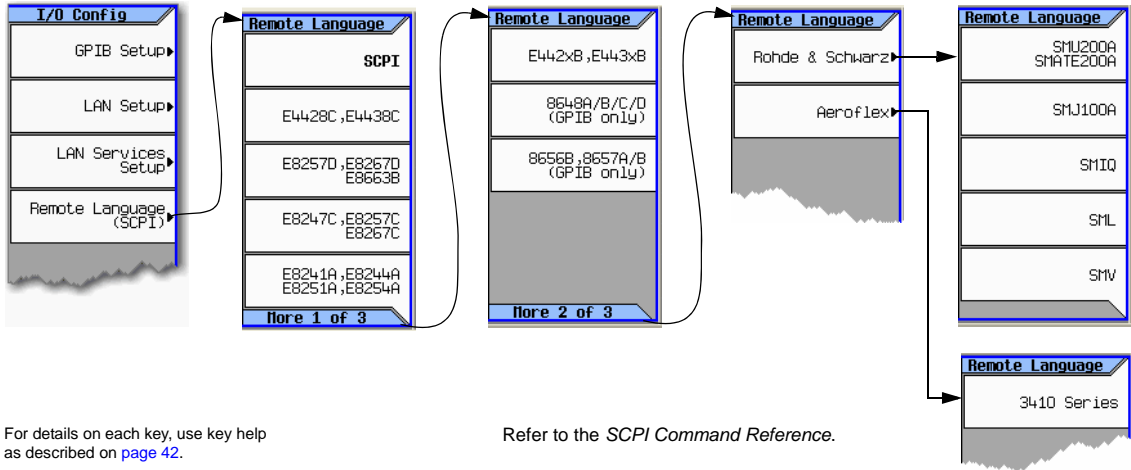 I/O Config
GPIB Setup
LAN Setup
LAN Services
Setup
Remote Language
(SCPI)
Remote Language
SCPI
E4428C,E4438C
E8257D,E8267D
E8663B
E8247C,E8257C
E8267C
E8241A,E8244A
E8251A,E8254A
More 1 of 3
Remote Language
E442xB,E443xB
8648A/B/C/D
(GPIB only)
8656B,8657A/B
(GPIB only)
More 2 of 3
Remote Language
Rohde & Schwarz
Aeroflex
Remote Language
SMU200A
SMATE200A
SMJ100A
SMIQ
SML
SMV
Remote Language
3410 Series
For details on each key, use key help
as described on page 42.
Refer to the SCPI Command Reference.